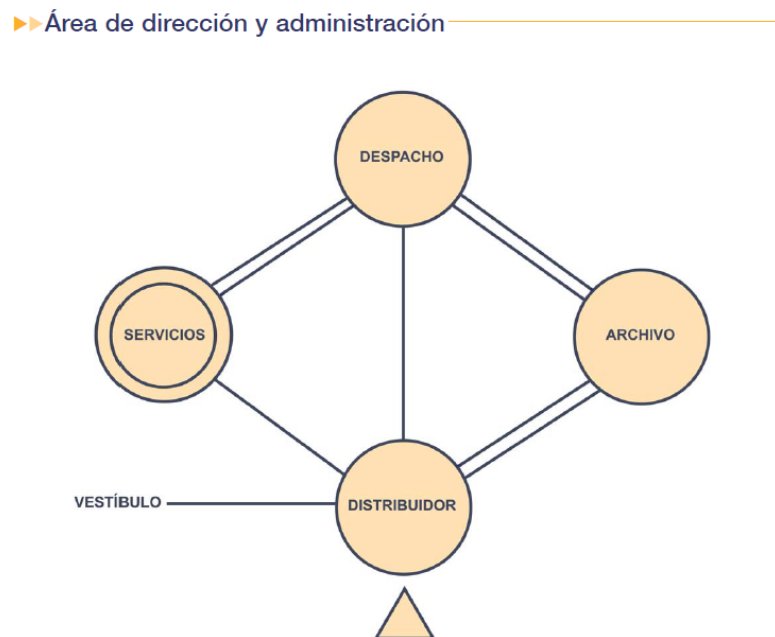 Área de dirección y administración
DESPACHO
SERVICIOS
ARCHIVO
VESTÍBULO
DISTRIBUIDOR